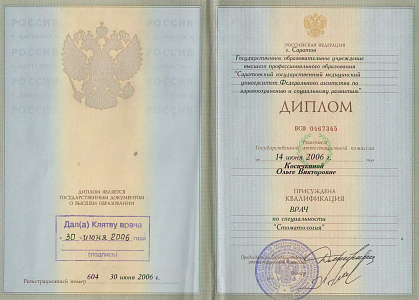 ДИПЛОМ ЯВЛЯЕТСЯ
ГОСУДАРСТВЕННЫМ ДОКУМЕНТОМ
О ВЫСШЕМ ОБРАЗОВАНИИ
Дал(а) Клятву врача
« 30 » июня 2006 года
(подпись)
Регистрационный номер 604 30 июня 2006 г.
РОССИЙСКАЯ ФЕДЕРАЦИЯ
г. Саратов
Государственное образовательное учреждение
высшего профессионального образования
"Саратовский государственный медицинский
университет Федерального агентства по
здравоохранению и социальному развитию"
ДИПЛОМ
ВСВ 0467345
Решением
Государственной аттестационной комиссии
от 14 июня 2006 г. года
Ольге Викторовне
ПРИСУЖДЕНА
КВАЛИФИКАЦИЯ
ВРАЧ
по специальности
"Стоматология"